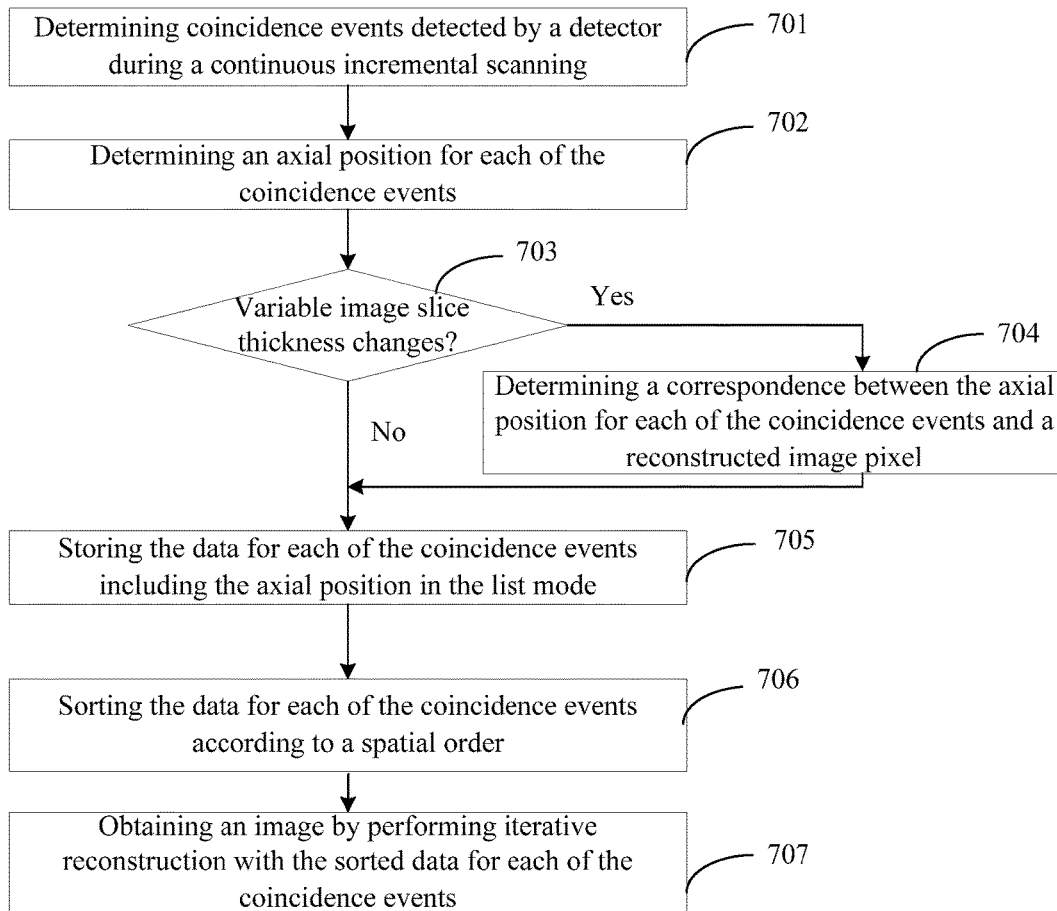 Determining coincidence events detected by a detector
during a continuous incremental scanning
701
Determining an axial position for each of the
coincidence events
702
703
Variable image slice
thickness changes?
Yes
704
Determining a correspondence between the axial
position for each of the coincidence events and a
reconstructed image pixel
No
Storing the data for each of the coincidence events
including the axial position in the list mode
705
Sorting the data for each of the coincidence events
according to a spatial order
706
Obtaining an image by performing iterative
reconstruction with the sorted data for each of the
coincidence events
707